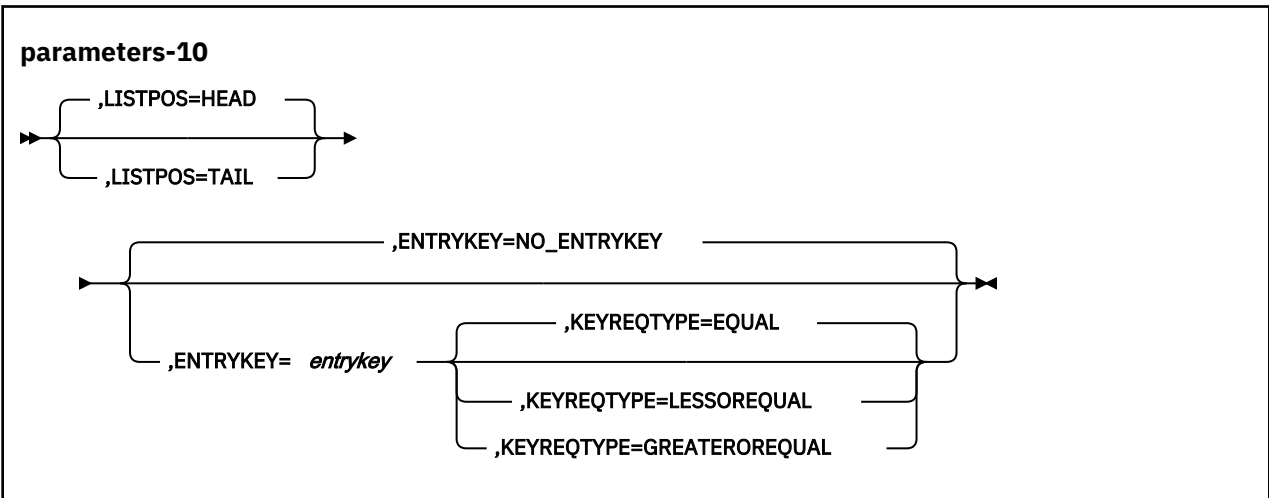 parameters-10
,LISTPOS=HEAD
,LISTPOS=TAIL
,ENTRYKEY=NO_ENTRYKEY
,KEYREQTYPE=EQUAL
,ENTRYKEY= entrykey
,KEYREQTYPE=LESSOREQUAL
,KEYREQTYPE=GREATEROREQUAL